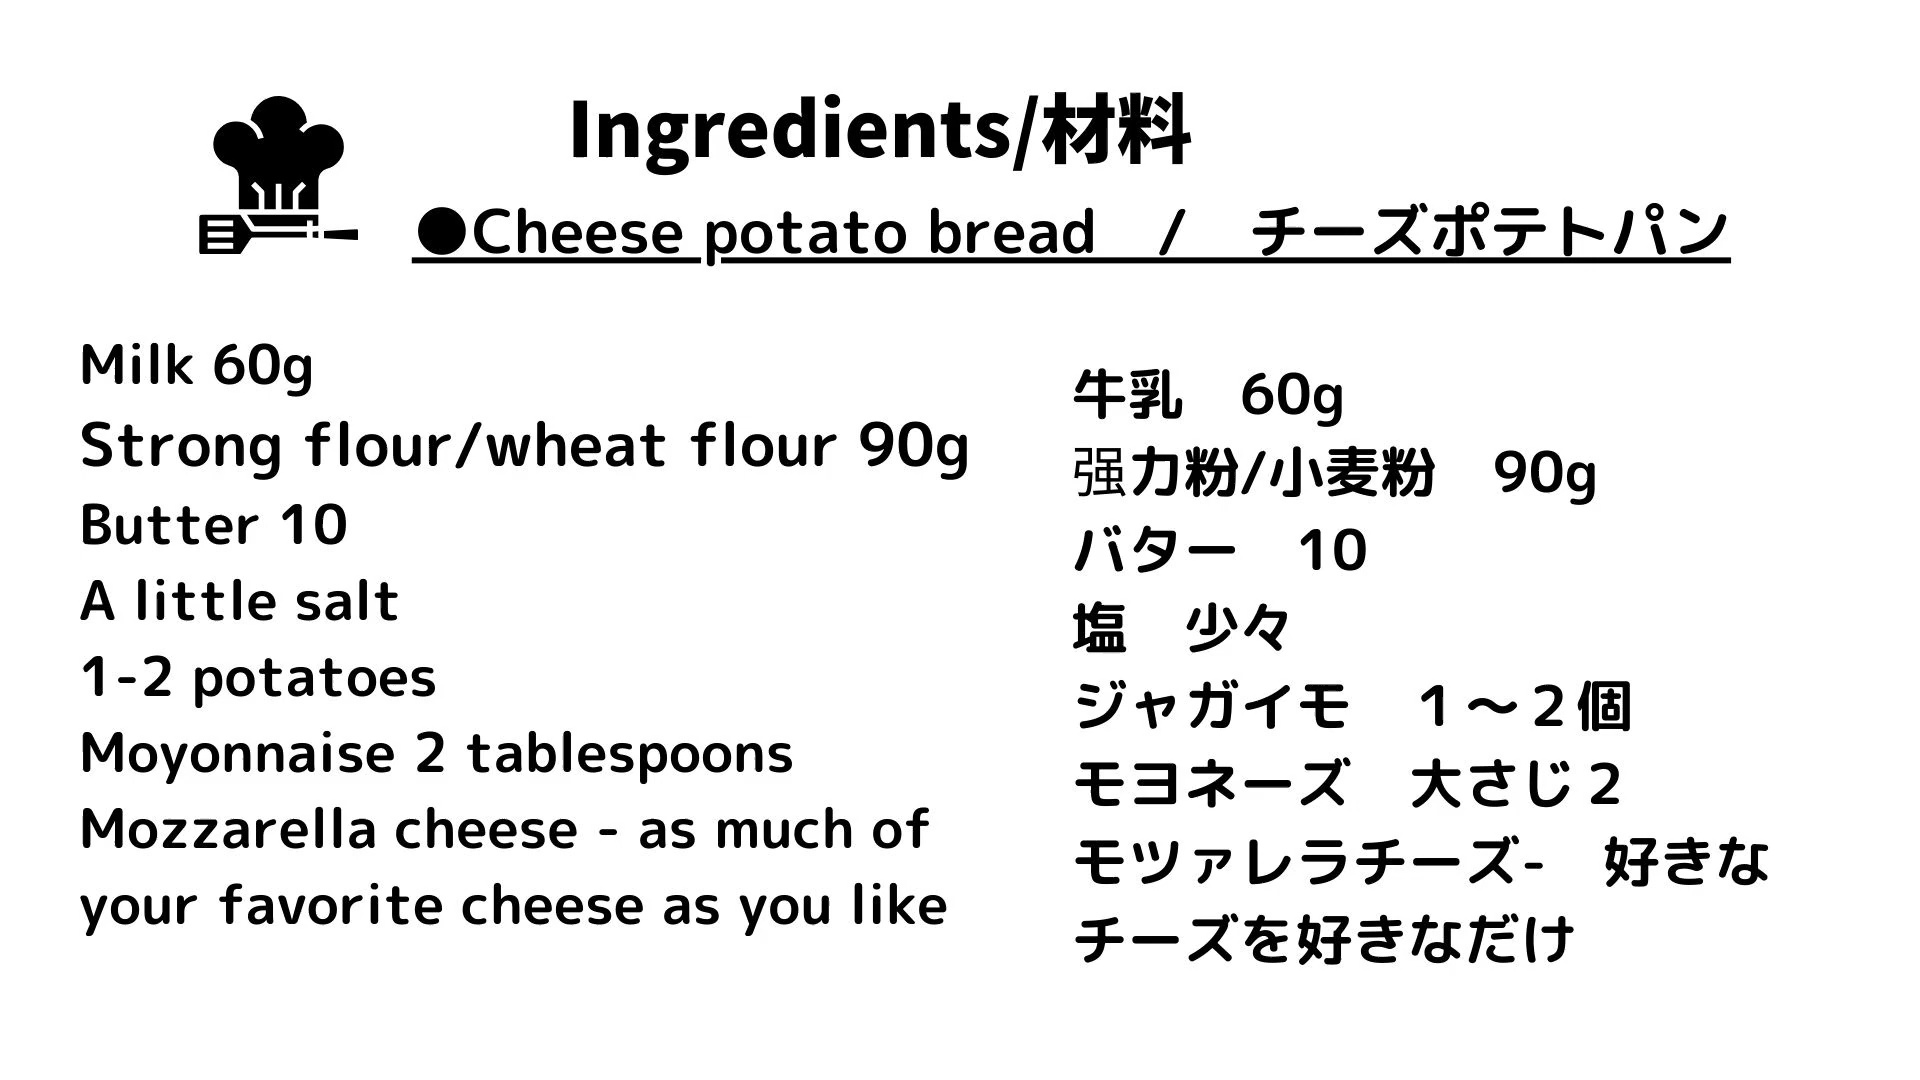 Ingredients/材料
●Cheese potato bread　/　チーズポテトパン
Milk 60g
Strong flour/wheat flour 90g
Butter 10
A little salt
1-2 potatoes
Moyonnaise 2 tablespoons
Mozzarella cheese - as much of
your favorite cheese as you like
牛乳　60g
强力粉/小麦粉　90g
バター　10
塩　少々
ジャガイモ　１～２個
モヨネーズ　大さじ２
モツァレラチーズ-　好きな
チーズを好きなだけ